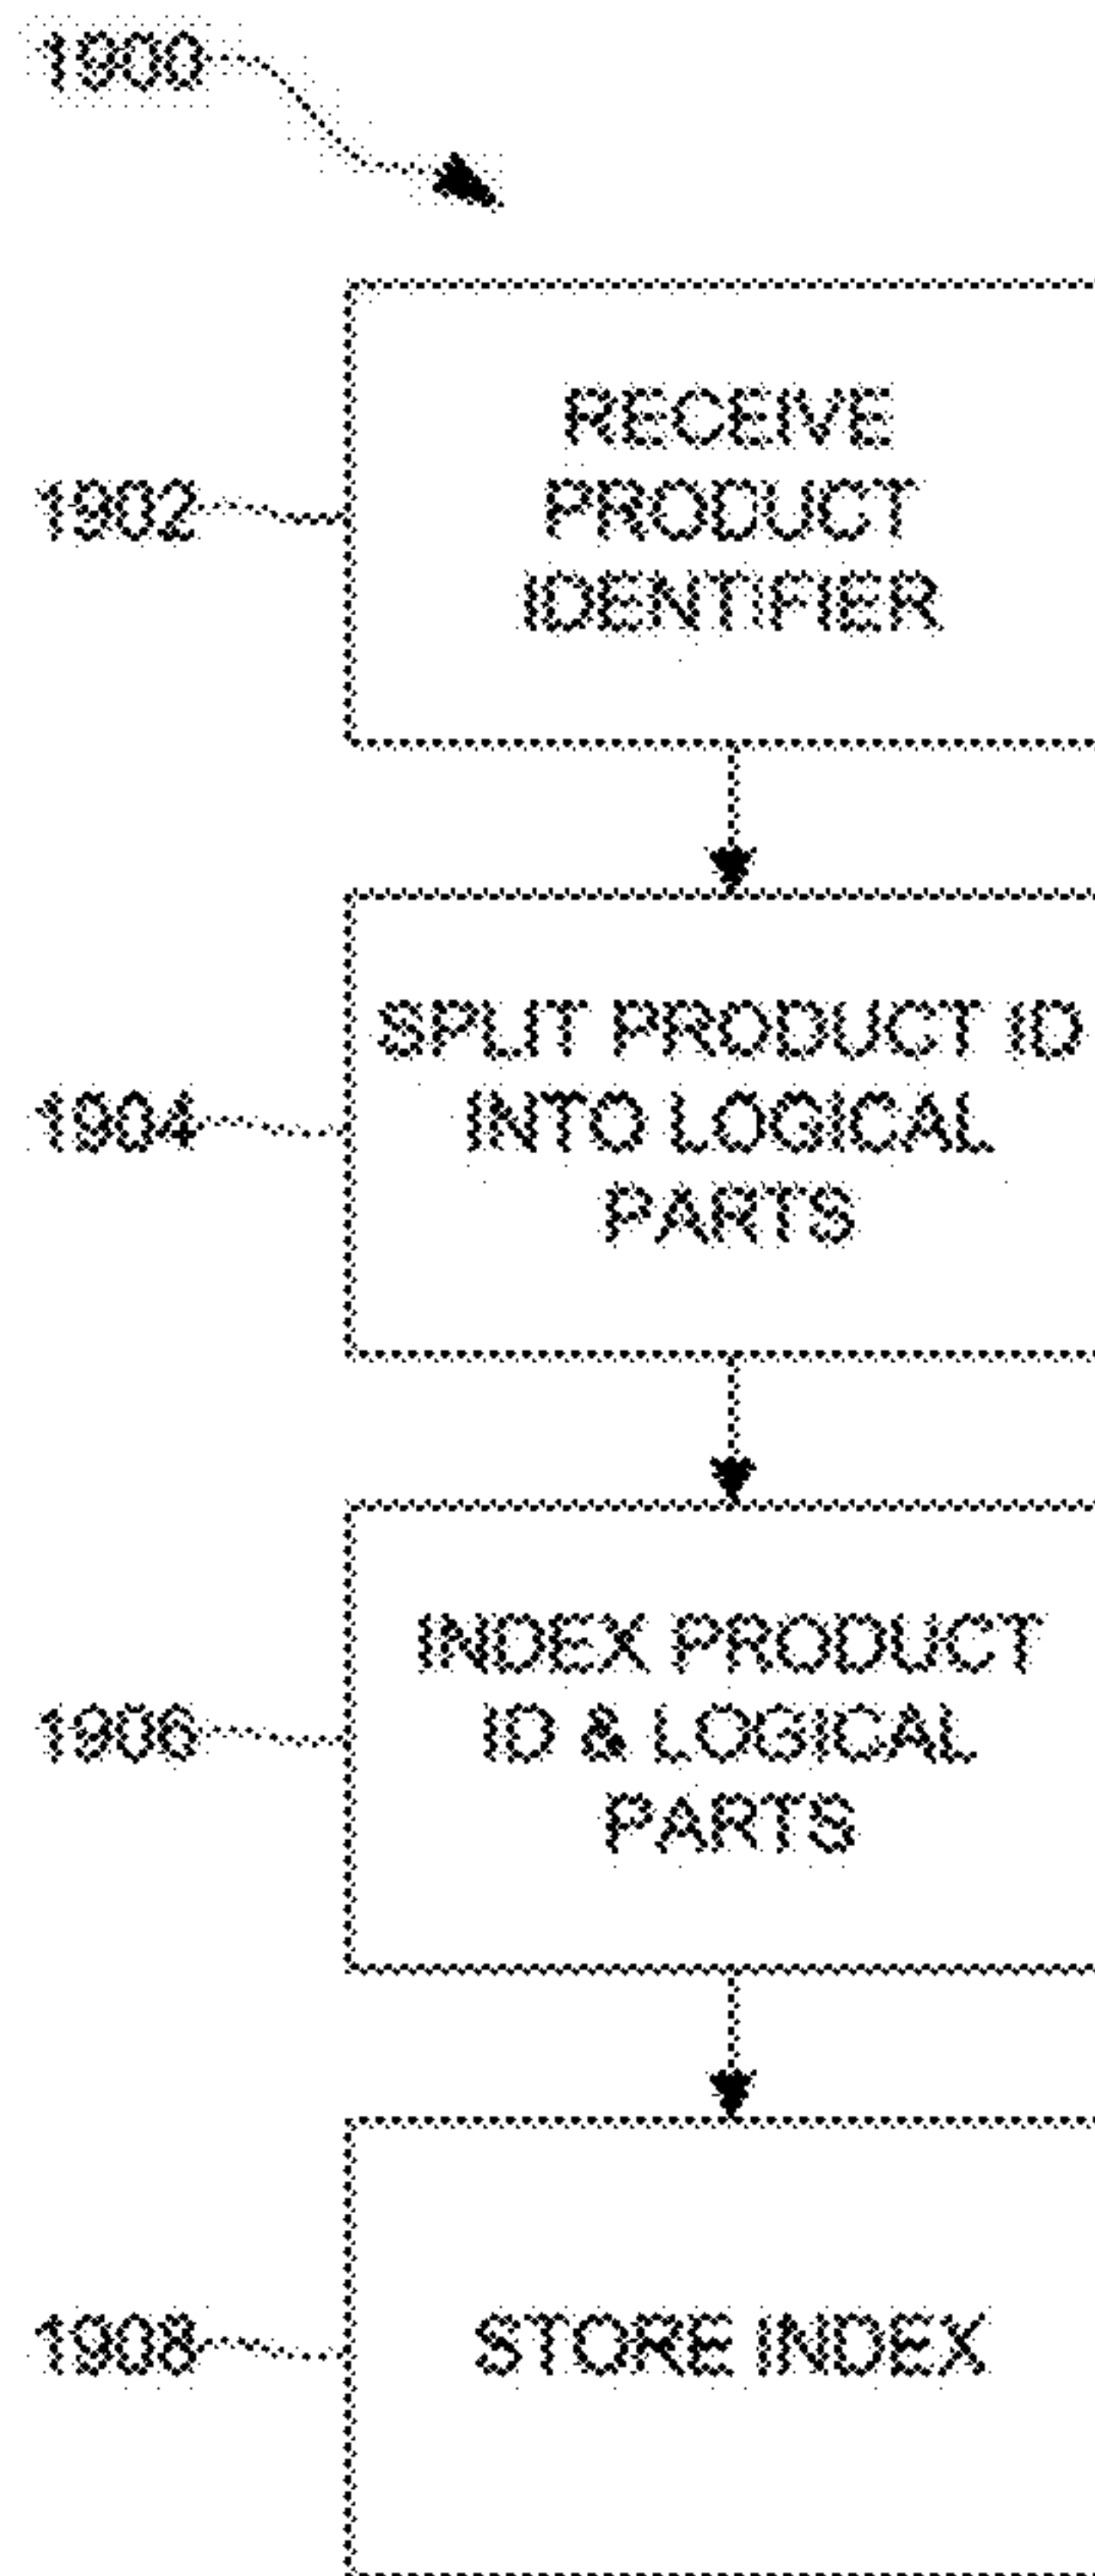 1900
RECEIVE
PRODUCT
IDENTIFIER
1902
SPLIT PRODUCT ID
INTO LOGICAL
PARTS
1904
INDEX PRODUCT
ID & LOGICAL
PARTS
1906
STORE INDEX
1908